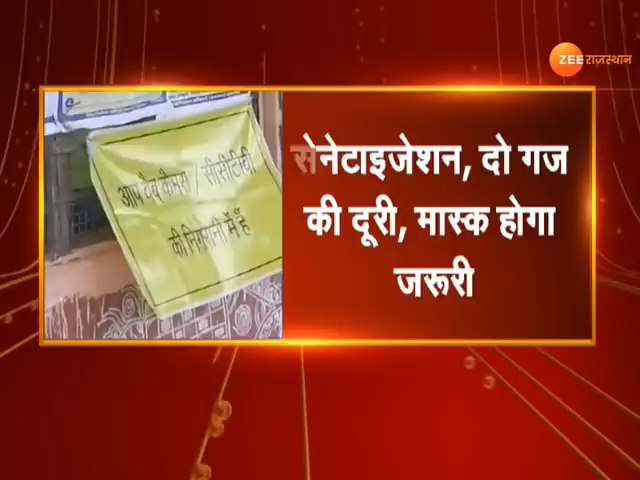 ZEE राजस्थान
आप वेब कैमरा / सीसीटीवी
की निगरानी में हैं
सेनेटाइजेशन, दो गज
की दूरी, मास्क होगा
जरूरी